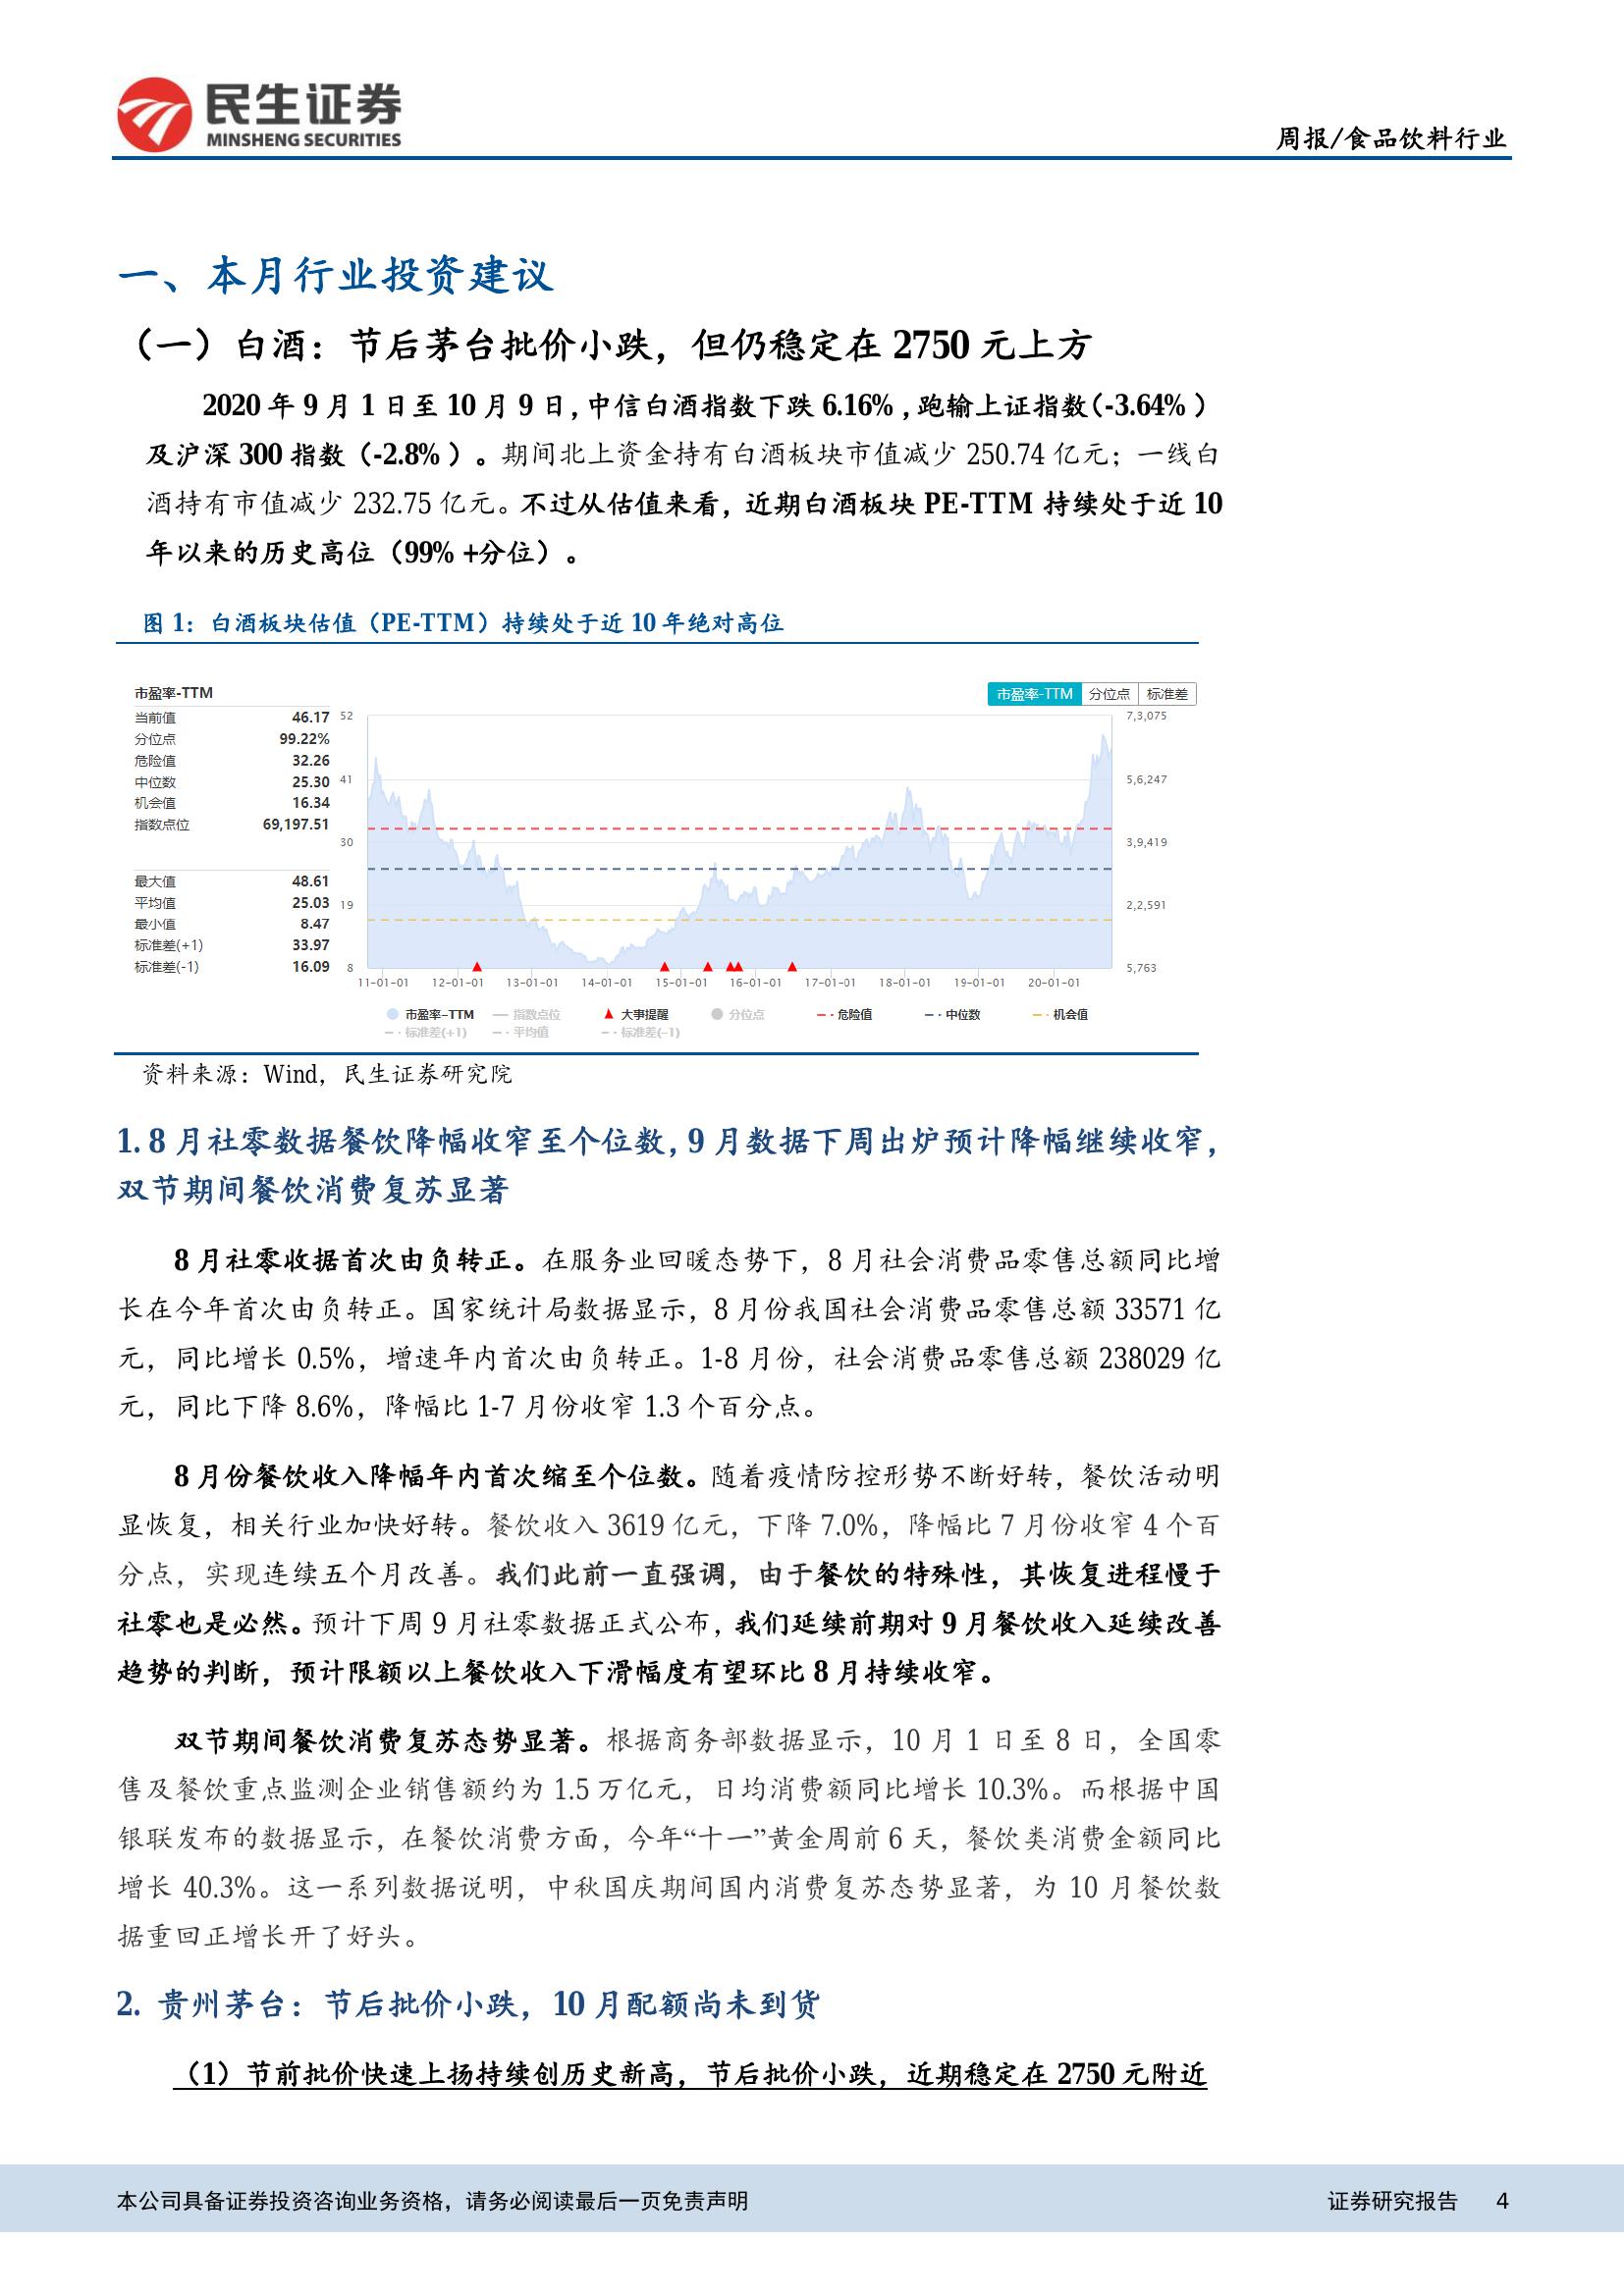 民生证券
MINSHENG SECURITIES
周报/食品饮料行业
一、本月行业投资建议
（一）白酒：节后茅台批价小跌，但仍稳定在 2750 元上方
2020 年 9 月 1 日至 10 月 9 日，中信白酒指数下跌 6.16%，跑输上证指数（-3.64%）
及沪深 300 指数（-2.8%）。期间北上资金持有白酒板块市值减少 250.74 亿元；一线白
酒持有市值减少 232.75 亿元。不过从估值来看，近期白酒板块 PE-TTM 持续处于近 10
年以来的历史高位（99%+分位）。
图 1：白酒板块估值（PE-TTM）持续处于近 10 年绝对高位
市盈率-TTM
市盈率-TTM 分位点 标准差
当前值 46.17
分位点 99.22%
危险值 32.26
中位数 25.30
机会值 16.34
指数点位 69,197.51
最大值 48.61
平均值 25.03
最小值 8.47
标准差(+1) 33.97
标准差(-1) 16.09
52 7,3,075
41 5,6,247
30 3,9,419
19 2,2,591
8 5,763
11-01-01 12-01-01 13-01-01 14-01-01 15-01-01 16-01-01 17-01-01 18-01-01 19-01-01 20-01-01
市盈率-TTM 指数点位 大事提醒 分位点 危险值 中位数 机会值
标准差(+1) 平均值 标准差(-1)
资料来源：Wind，民生证券研究院
1. 8 月社零数据餐饮降幅收窄至个位数，9 月数据下周出炉预计降幅继续收窄，
双节期间餐饮消费复苏显著
8 月社零收据首次由负转正。在服务业回暖态势下，8 月社会消费品零售总额同比增
长在今年首次由负转正。国家统计局数据显示，8 月份我国社会消费品零售总额 33571 亿
元，同比增长 0.5%，增速年内首次由负转正。1-8 月份，社会消费品零售总额 238029 亿
元，同比下降 8.6%，降幅比 1-7 月份收窄 1.3 个百分点。
8 月份餐饮收入降幅年内首次缩至个位数。随着疫情防控形势不断好转，餐饮活动明
显恢复，相关行业加快好转。餐饮收入 3619 亿元，下降 7.0%，降幅比 7 月份收窄 4 个百
分点，实现连续五个月改善。我们此前一直强调，由于餐饮的特殊性，其恢复进程慢于
社零也是必然。预计下周 9 月社零数据正式公布，我们延续前期对 9 月餐饮收入延续改善
趋势的判断，预计限额以上餐饮收入下滑幅度有望环比 8 月持续收窄。
双节期间餐饮消费复苏态势显著。根据商务部数据显示，10 月 1 日至 8 日，全国零
售及餐饮重点监测企业销售额约为 1.5 万亿元，日均消费额同比增长 10.3%。而根据中国
银联发布的数据显示，在餐饮消费方面，今年“十一”黄金周前 6 天，餐饮类消费金额同比
增长 40.3%。这一系列数据说明，中秋国庆期间国内消费复苏态势显著，为 10 月餐饮数
据重回正增长开了好头。
2. 贵州茅台：节后批价小跌，10 月配额尚未到货
（1）节前批价快速上扬持续创历史新高，节后批价小跌，近期稳定在 2750 元附近
本公司具备证券投资咨询业务资格，请务必阅读最后一页免责声明
证券研究报告 4